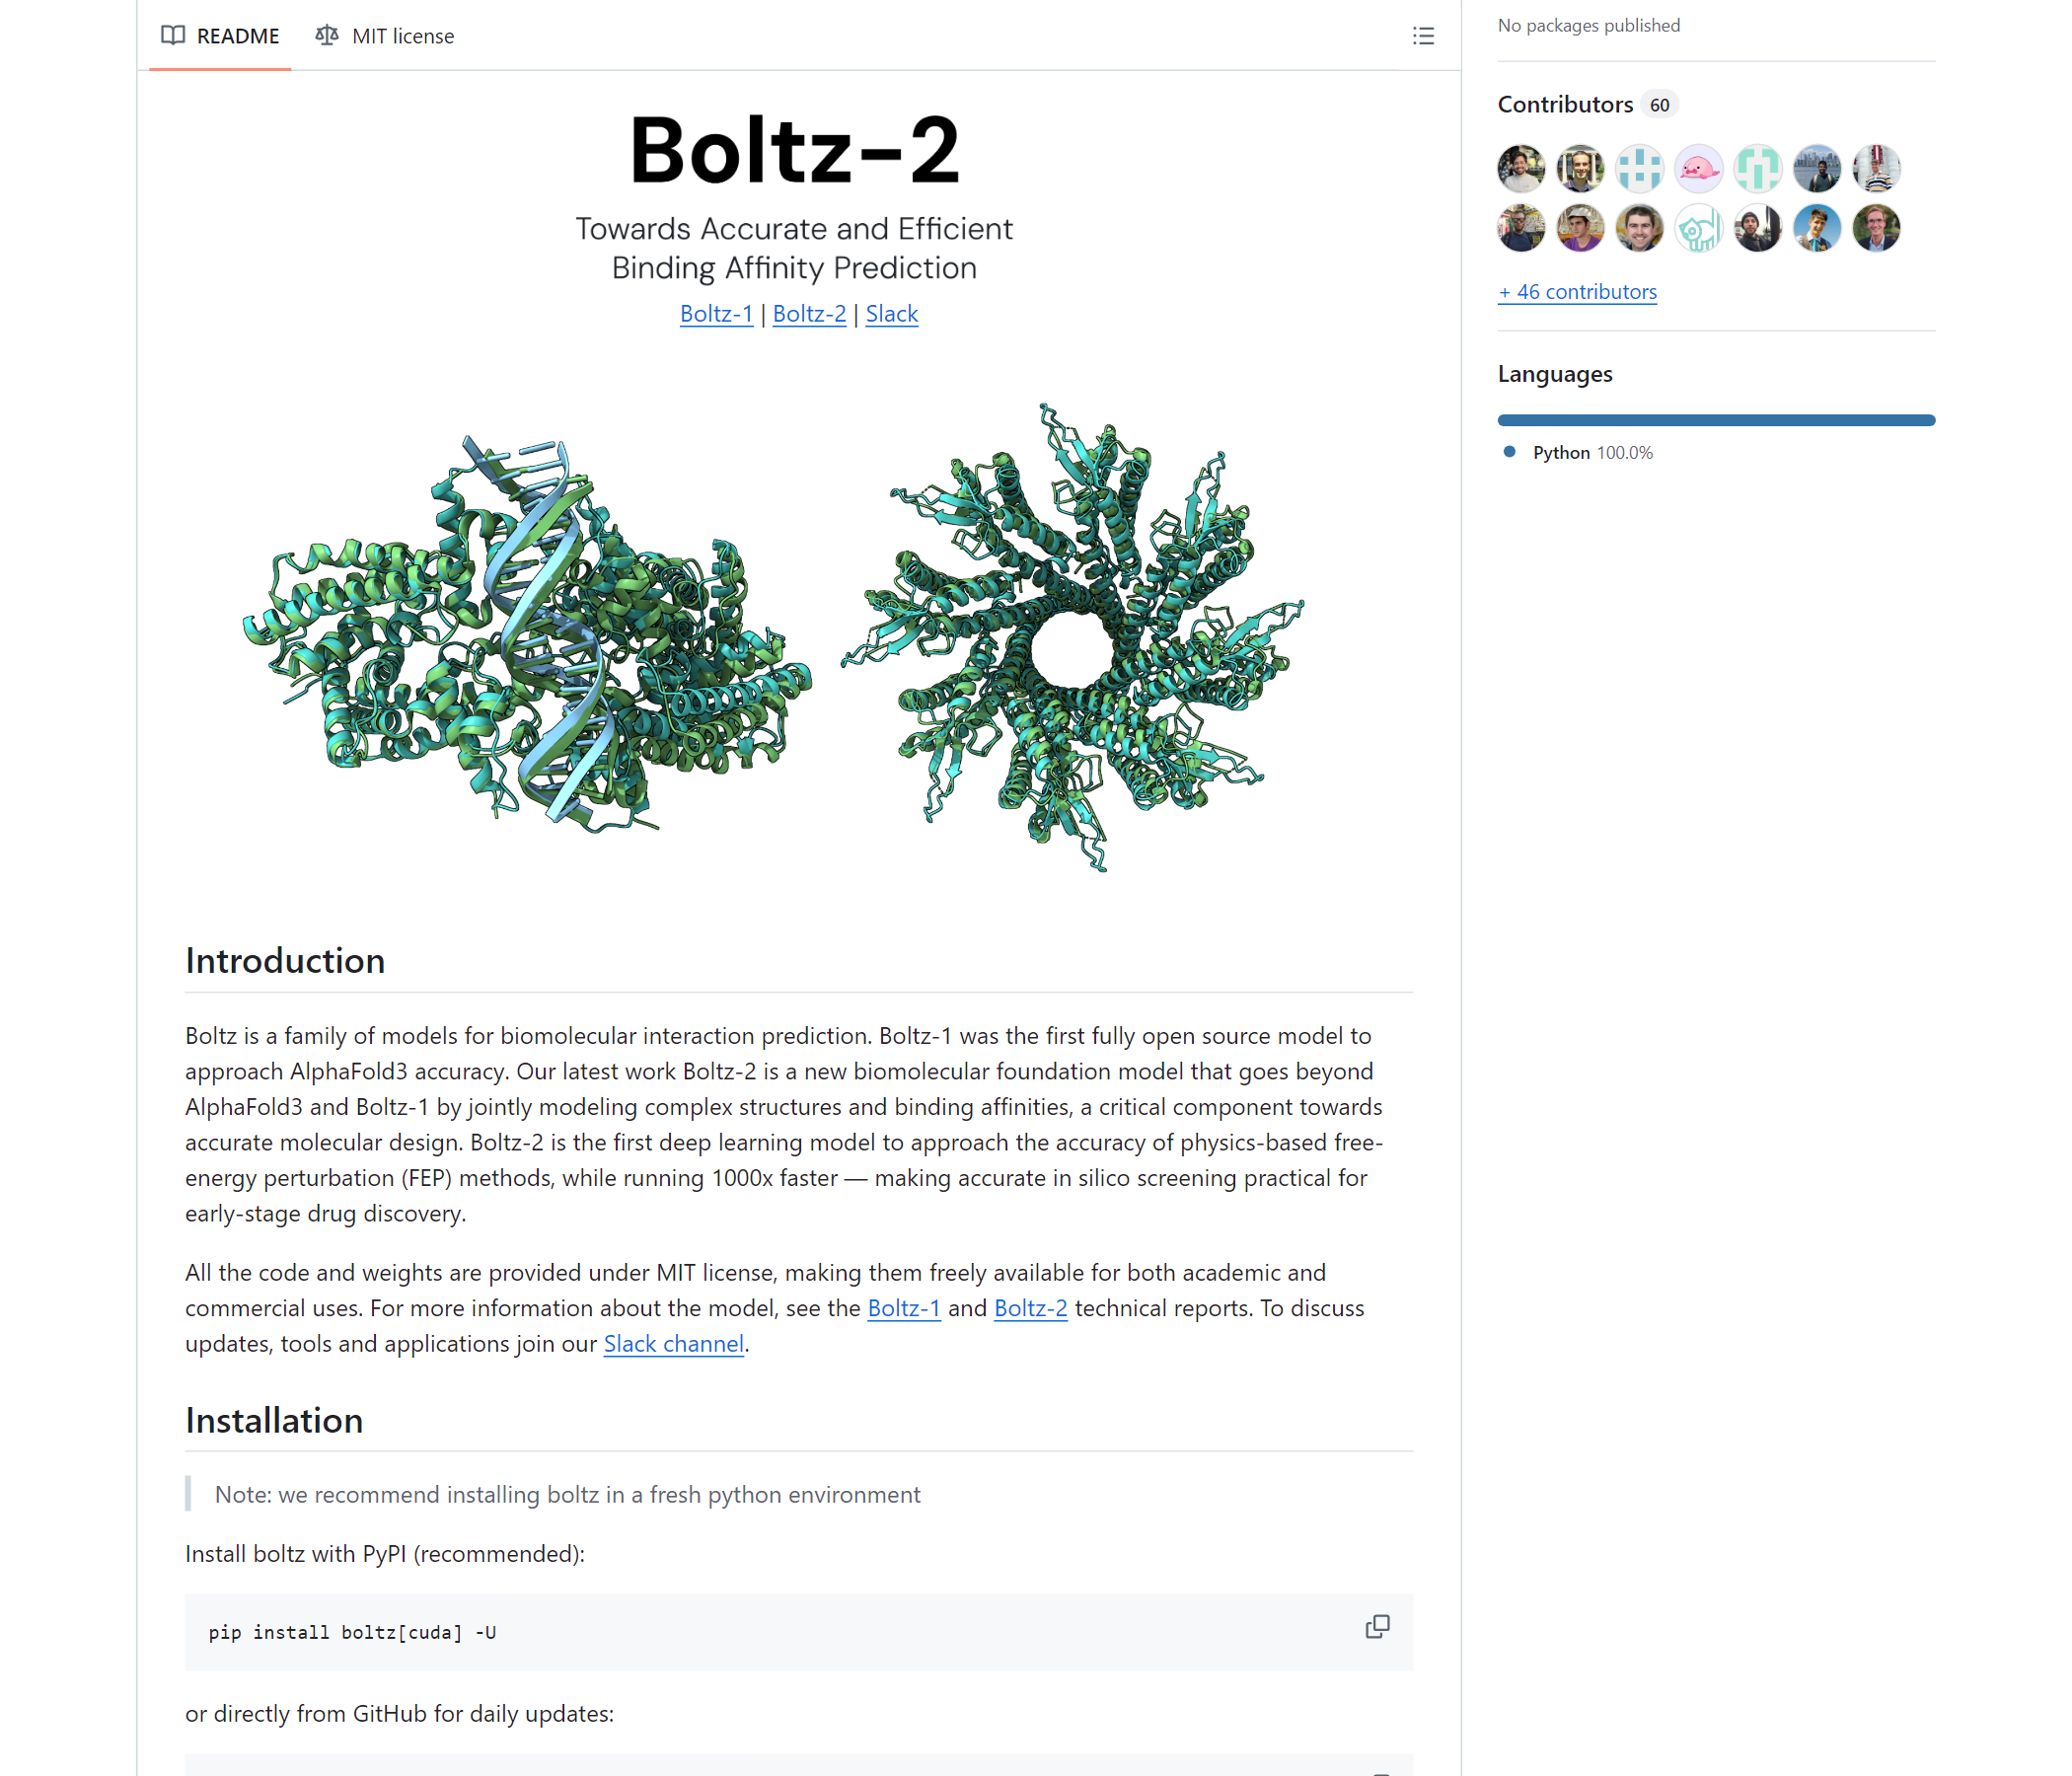 README
MIT license
Boltz-2
Towards Accurate and Efficient
Binding Affinity Prediction
Boltz-1 | Boltz-2 | Slack
Introduction
Boltz is a family of models for biomolecular interaction prediction. Boltz-1 was the first fully open source model to
approach AlphaFold3 accuracy. Our latest work Boltz-2 is a new biomolecular foundation model that goes beyond
AlphaFold3 and Boltz-1 by jointly modeling complex structures and binding affinities, a critical component towards
accurate molecular design. Boltz-2 is the first deep learning model to approach the accuracy of physics-based free-
energy perturbation (FEP) methods, while running 1000x faster — making accurate in silico screening practical for
early-stage drug discovery.
All the code and weights are provided under MIT license, making them freely available for both academic and
commercial uses. For more information about the model, see the Boltz-1 and Boltz-2 technical reports. To discuss
updates, tools and applications join our Slack channel.
Installation
Note: we recommend installing boltz in a fresh python environment
Install boltz with PyPI (recommended):
pip install boltz[cuda] -U
or directly from GitHub for daily updates:
No packages published
Contributors 60
+ 46 contributors
Languages
Python 100.0%